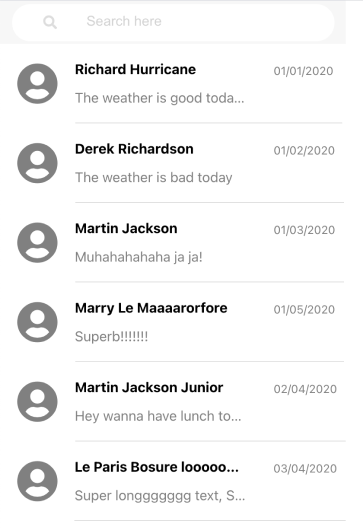 Search here
Richard Hurricane 01/01/2020
The weather is good toda...
Derek Richardson 01/02/2020
The weather is bad today
Martin Jackson 01/03/2020
Muhahahahaha ja ja!
Marry Le Maaaarorfore 01/05/2020
Superb!!!!!!!
Martin Jackson Junior 02/04/2020
Hey wanna have lunch to...
Le Paris Bosure looooo... 03/04/2020
Super longggggggg text, S...